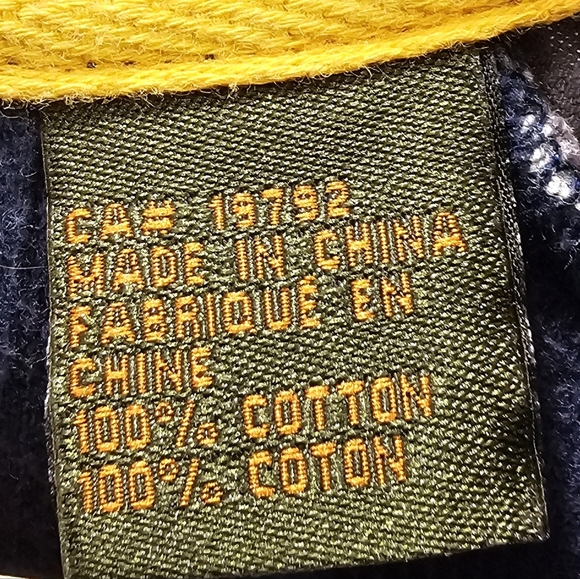 CA# 19792
MADE IN CHINA
FABRIQUÉ EN
CHINE
100% COTTON
100% COTON